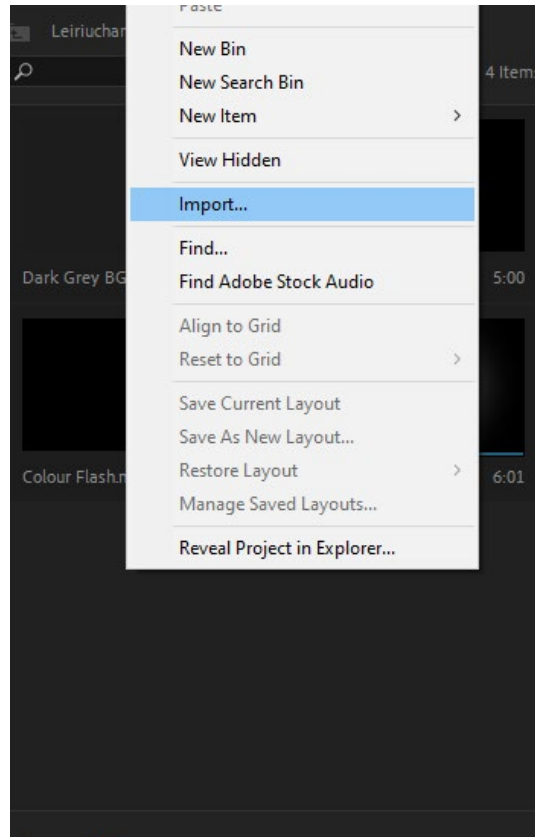 Paste
Leiriuchan
New Bin
New Search Bin
4 Items
New Item
View Hidden
Import...
Find...
Dark Grey BG
Find Adobe Stock Audio
5:00
Align to Grid
Reset to Grid
Save Current Layout
Save As New Layout...
Colour Flash.m
Restore Layout
6:01
Manage Saved Layouts...
Reveal Project in Explorer...